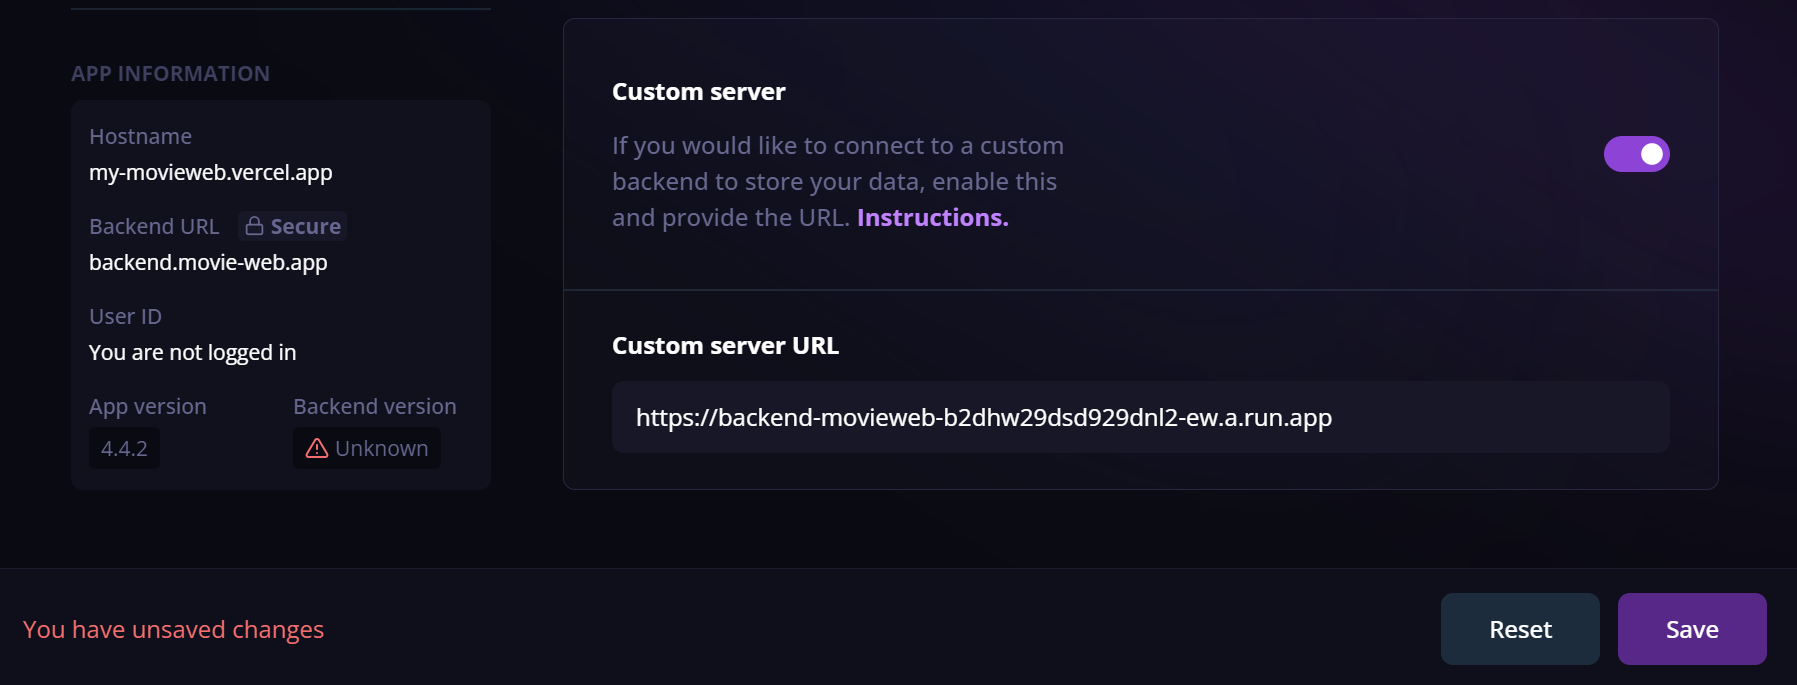 APP INFORMATION
Hostname
my-movieweb.vercel.app
Backend URL
Secure
backend.movie-web.app
User ID
You are not logged in
App version
Backend version
4.4.2
Unknown
Custom server
If you would like to connect to a custom
backend to store your data, enable this
and provide the URL. Instructions.
Custom server URL
https://backend-movieweb-b2dhw29dsd929dnl2-ew.a.run.app
You have unsaved changes
Reset
Save